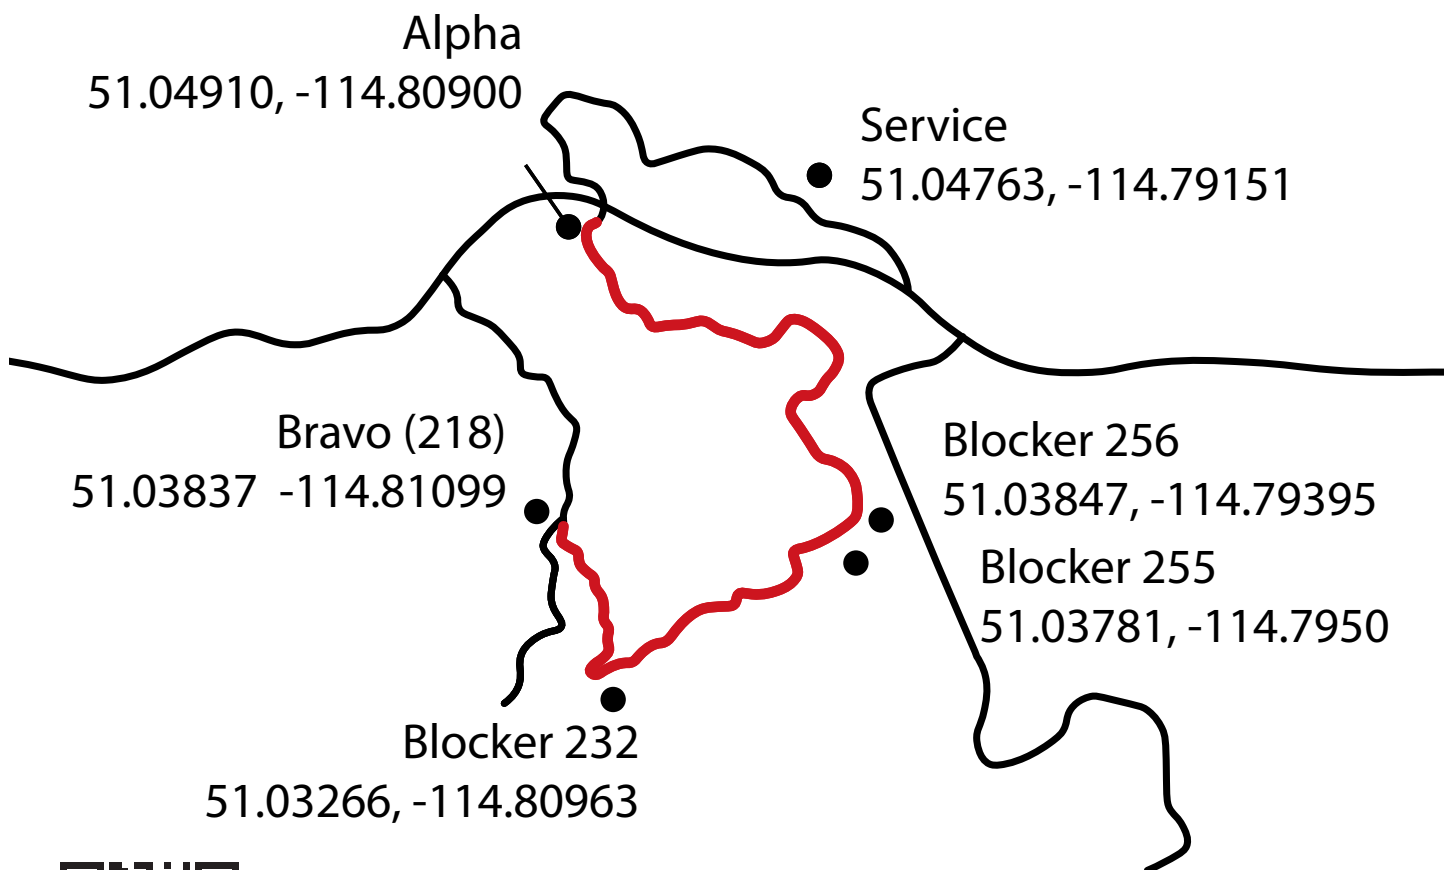 Alpha
51.04910, -114.80900
Service
51.04763, -114.79151
Bravo (218)
51.03837  -114.81099
Blocker 256
51.03847, -114.79395
Blocker 255
51.03781, -114.7950
Blocker 232
51.03266, -114.80963